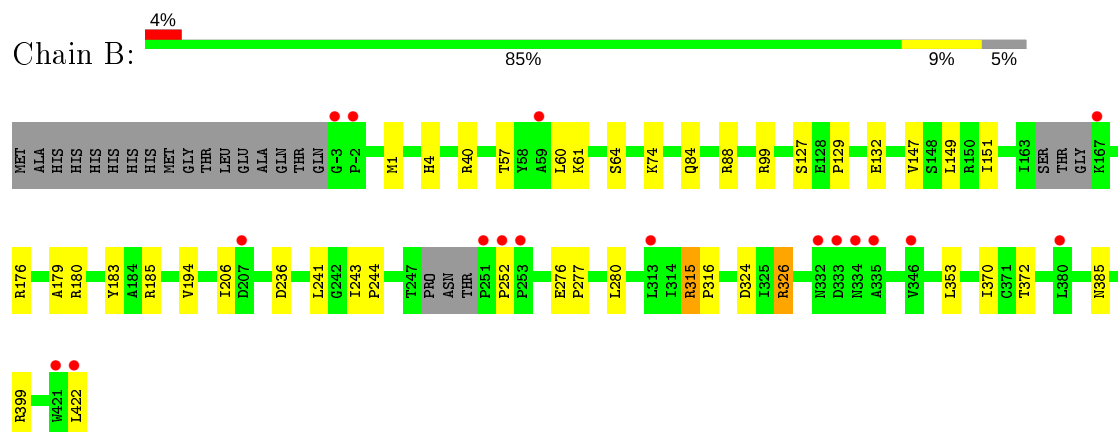 4%
Chain B:
85% 9% 5%
MET ALA HIS HIS HIS HIS HIS HIS MET GLY THR LEU GLU ALA GLN THR GLN G-3 P-2 M1 H4 R40 T57 Y58 A59 L60 K61 S64 K74 Q84 R88 R99 S127 E128 P129 E132 V147 S148 L149 R150 I151 I163 SER THR GLY K167
R176 A179 R180 Y183 A184 R185 V194 I206 D207 D236 L241 G242 I243 P244 T247 PRO ASN THR P251 P252 P253 E276 P277 L280 L313 I314 R315 P316 D324 I325 R326 N332 D333 N334 A335 V346 L353 I370 C371 T372 L380 N385
R399 W421 L422